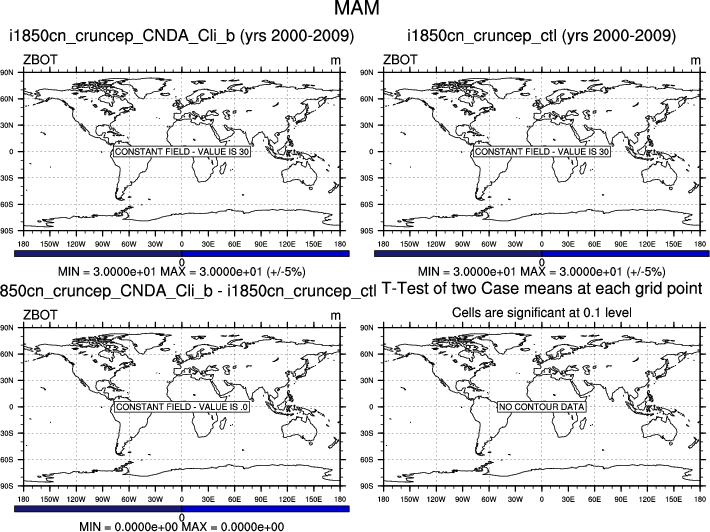 MAM
i1850cn_cruncep_CNDA_Cli_b (yrs 2000-2009)
ZBOT m
90N
60N
30N
0
30S
60S
90S
CONSTANT FIELD - VALUE IS 30
180 150W 120W 90W 60W 30W 0 30E 60E 90E 120E 150E 180
0
MIN = 3.0000e+01 MAX = 3.0000e+01 (+/-5%)
i1850cn_cruncep_ctl (yrs 2000-2009)
ZBOT m
90N
60N
30N
0
30S
60S
90S
CONSTANT FIELD - VALUE IS 30
180 150W 120W 90W 60W 30W 0 30E 60E 90E 120E 150E 180
0
MIN = 3.0000e+01 MAX = 3.0000e+01 (+/-5%)
850cn_cruncep_CNDA_Cli_b - i1850cn_cruncep_ctl
ZBOT m
90N
60N
30N
0
30S
60S
90S
CONSTANT FIELD - VALUE IS .0
180 150W 120W 90W 60W 30W 0 30E 60E 90E 120E 150E 180
0
MIN = 0.0000e+00 MAX = 0.0000e+00
T-Test of two Case means at each grid point
Cells are significant at 0.1 level
90N
60N
30N
0
30S
60S
90S
NO CONTOUR DATA
180 150W 120W 90W 60W 30W 0 30E 60E 90E 120E 150E 180